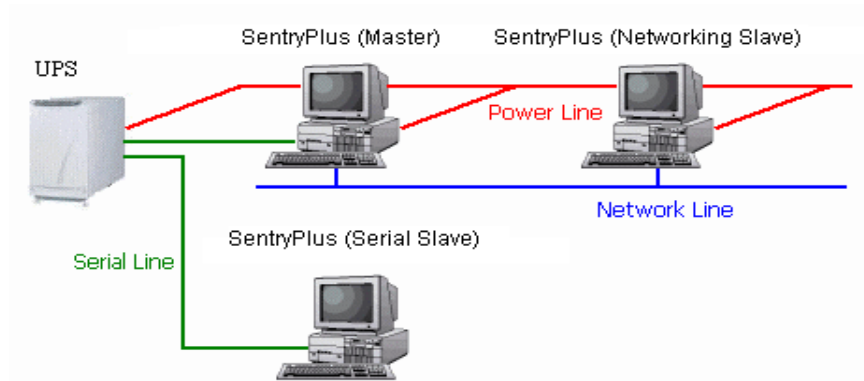 SentryPlus (Master)
SentryPlus (Networking Slave)
UPS
Power Line
Network Line
SentryPlus (Serial Slave)
Serial Line